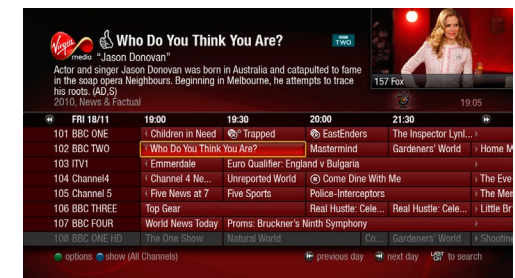 Virgin media
Who Do You Think You Are?
BBC TWO
"Jason Donovan"
Actor and singer Jason Donovan was born in Australia and catapulted to fame
in the soap opera Neighbours. Beginning in Melbourne, he attempts to trace
his roots. (AD,S)
2010, News & Factual
157 Fox
19:05
FRI 18/11 19:00 19:30 20:00 21:30
101 BBC ONE Children in Need Trapped EastEnders The Inspector Lynl...
102 BBC TWO Who Do You Think You Are? Mastermind Gardeners' World Home M
103 ITV1 Emmerdale Euro Qualifier: England v Bulgaria
104 Channel4 Channel 4 Ne... Unreported World Come Dine With Me The Eve
105 Channel 5 Five News at 7 Five Sports Police-Interceptors The Men
106 BBC THREE Top Gear Real Hustle: Cele... Real Hustle: Cele... Little Br
107 BBC FOUR World News Today Proms: Bruckner's Ninth Symphony
108 BBC ONE HD The One Show Natural World Co... Gardeners' World Shootin
options show (All Channels) previous day next day to search